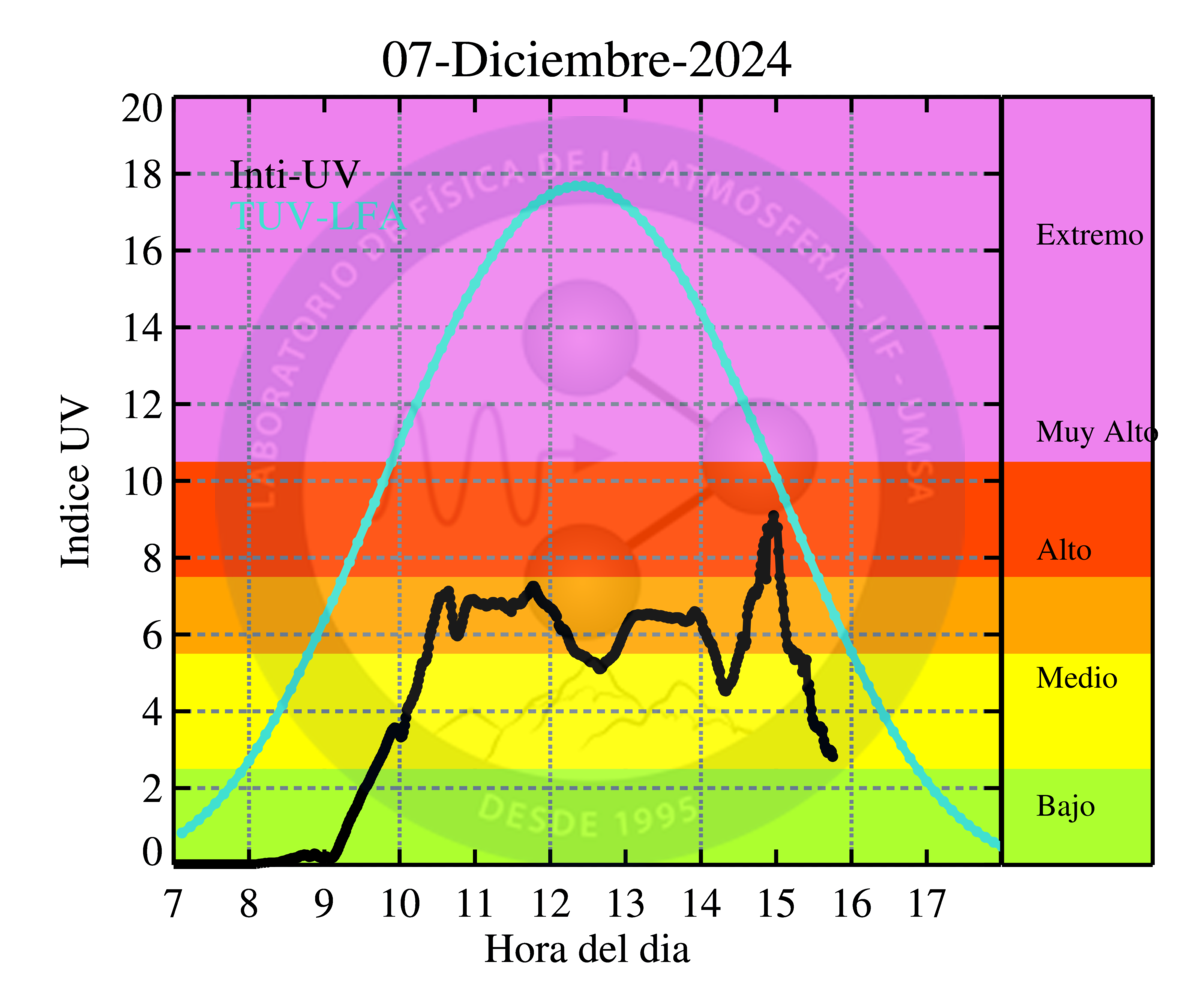 07-Diciembre-2024
20
18
16
14
12
10
8
6
4
2
0
Indice UV
Inti-UV
TUV-LFA
LABORATORIO DE FÍSICA DE LA ATMÓSFERA - IIF - UMSA
DESDE 1995
Extremo
Muy Alto
Alto
Medio
Bajo
7 8 9 10 11 12 13 14 15 16 17
Hora del dia